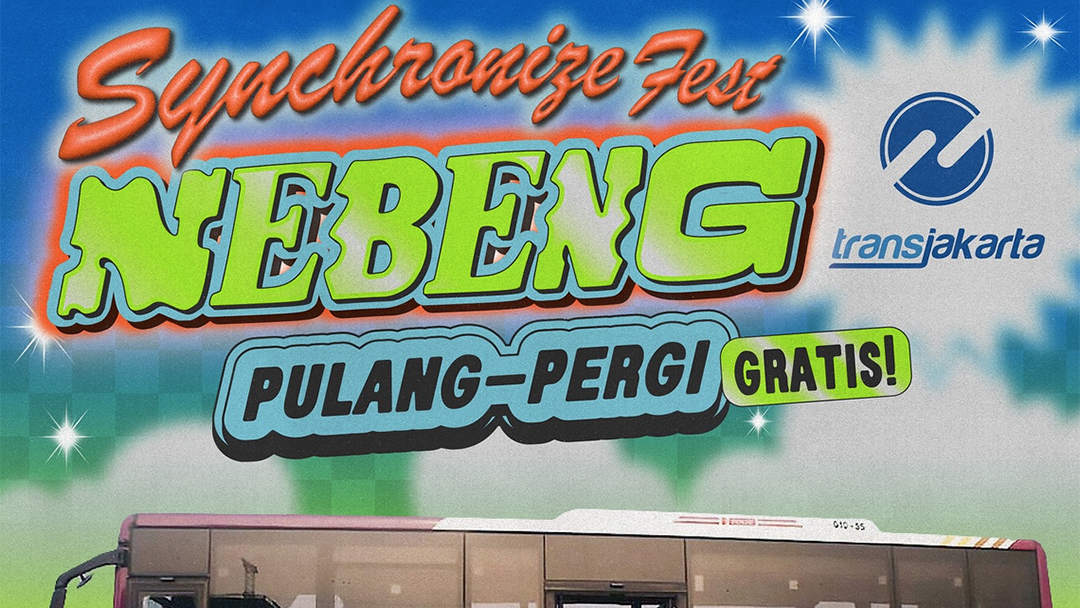 Synchronize Fest
NEBENG
transjakarta
PULANG-PERGI GRATIS!